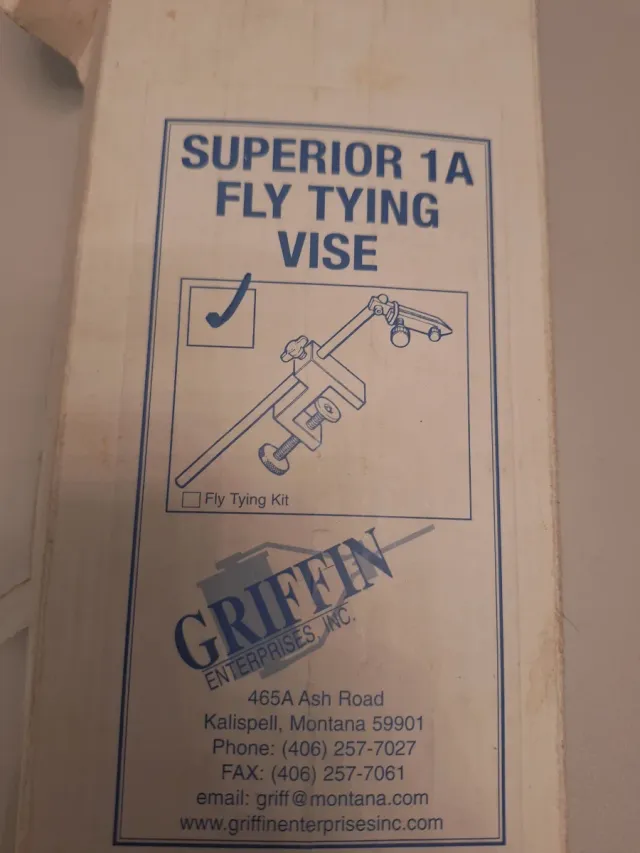 SUPERIOR 1A
FLY TYING
VISE
Fly Tying Kit
GRIFFIN
ENTERPRISES, INC.
465A Ash Road
Kalispell, Montana 59901
Phone: (406) 257-7027
FAX: (406) 257-7061
email: griff@montana.com
www.griffinenterprisesinc.com